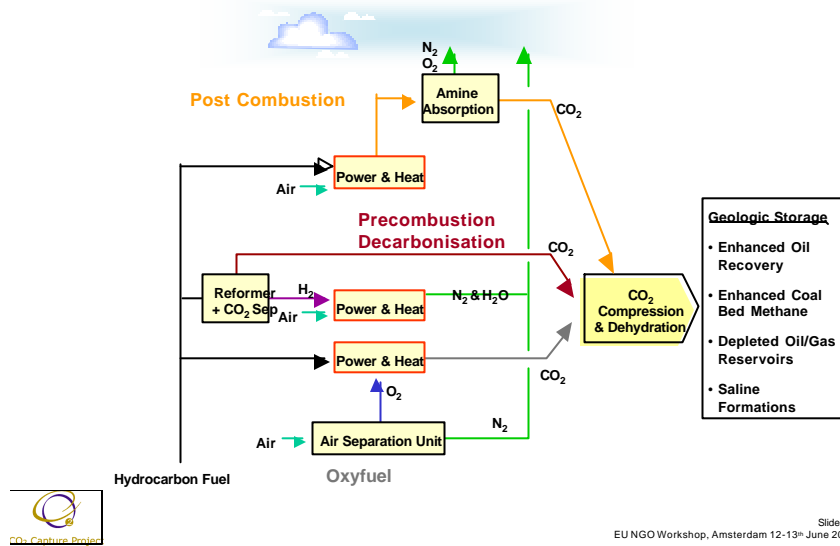 N2
O2
Post Combustion
Amine
Absorption
CO2
Power & Heat
Air
Precombustion
Decarbonisation
CO2
Geologic Storage
• Enhanced Oil
Recovery
• Enhanced Coal
Bed Methane
• Depleted Oil/Gas
Reservoirs
• Saline
Formations
Reformer
+ CO2 Sep
H2
Air
Power & Heat
N2 & H2O
CO2
Compression
& Dehydration
Power & Heat
CO2
O2
Air
Air Separation Unit
N2
Hydrocarbon Fuel
Oxyfuel
CO2 Capture Project
Slide
EU NGO Workshop, Amsterdam 12-13th June 20